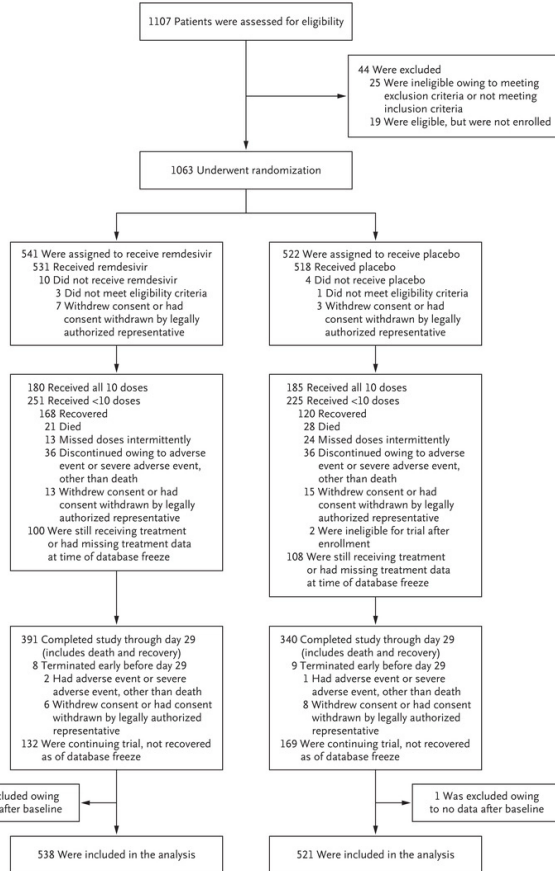 1107 Patients were assessed for eligibility
44 Were excluded
25 Were ineligible owing to meeting
exclusion criteria or not meeting
inclusion criteria
19 Were eligible, but were not enrolled
1063 Underwent randomization
541 Were assigned to receive remdesivir
531 Received remdesivir
10 Did not receive remdesivir
3 Did not meet eligibility criteria
7 Withdrew consent or had
consent withdrawn by legally
authorized representative
522 Were assigned to receive placebo
518 Received placebo
4 Did not receive placebo
1 Did not meet eligibility criteria
3 Withdrew consent or had
consent withdrawn by legally
authorized representative
180 Received all 10 doses
251 Received <10 doses
168 Recovered
21 Died
13 Missed doses intermittently
36 Discontinued owing to adverse
event or severe adverse event,
other than death
13 Withdrew consent or had
consent withdrawn by legally
authorized representative
100 Were still receiving treatment
or had missing treatment data
at time of database freeze
185 Received all 10 doses
225 Received <10 doses
120 Recovered
28 Died
24 Missed doses intermittently
36 Discontinued owing to adverse
event or severe adverse event,
other than death
15 Withdrew consent or had
consent withdrawn by legally
authorized representative
2 Were ineligible for trial after
enrollment
108 Were still receiving treatment
or had missing treatment data
at time of database freeze
391 Completed study through day 29
(includes death and recovery)
8 Terminated early before day 29
2 Had adverse event or severe
adverse event, other than death
6 Withdrew consent or had consent
withdrawn by legally authorized
representative
132 Were continuing trial, not recovered
as of database freeze
340 Completed study through day 29
(includes death and recovery)
9 Terminated early before day 29
1 Had adverse event or severe
adverse event, other than death
8 Withdrew consent or had consent
withdrawn by legally authorized
representative
169 Were continuing trial, not recovered
as of database freeze
owing
after baseline
1 Was excluded owing
to no data after baseline
538 Were included in the analysis
521 Were included in the analysis